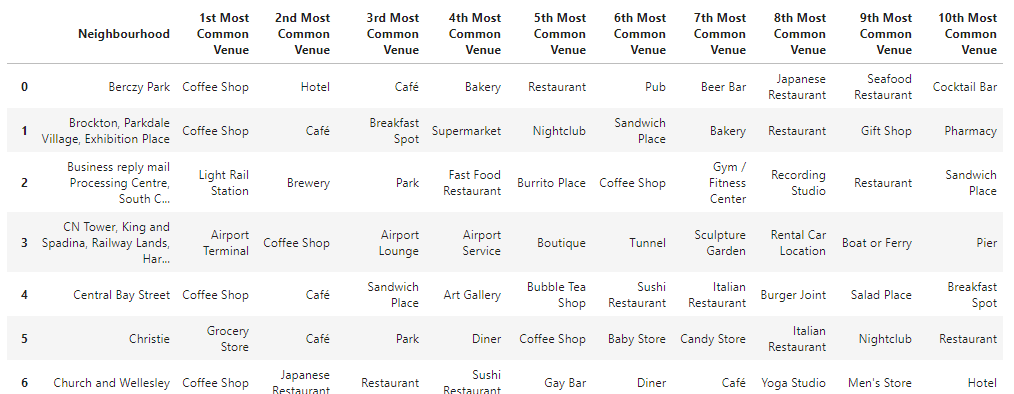 Neighbourhood 1st Most Common Venue 2nd Most Common Venue 3rd Most Common Venue 4th Most Common Venue 5th Most Common Venue 6th Most Common Venue 7th Most Common Venue 8th Most Common Venue 9th Most Common Venue 10th Most Common Venue
0 Berczy Park Coffee Shop Hotel Café Bakery Restaurant Pub Beer Bar Japanese Restaurant Seafood Restaurant Cocktail Bar
1 Brockton, Parkdale Village, Exhibition Place Coffee Shop Café Breakfast Spot Supermarket Nightclub Sandwich Place Bakery Restaurant Gift Shop Pharmacy
2 Business reply mail Processing Centre, South C... Light Rail Station Brewery Park Fast Food Restaurant Burrito Place Coffee Shop Gym / Fitness Center Recording Studio Restaurant Sandwich Place
3 CN Tower, King and Spadina, Railway Lands, Har... Airport Terminal Coffee Shop Airport Lounge Airport Service Boutique Tunnel Sculpture Garden Rental Car Location Boat or Ferry Pier
4 Central Bay Street Coffee Shop Café Sandwich Place Art Gallery Bubble Tea Shop Sushi Restaurant Italian Restaurant Burger Joint Salad Place Breakfast Spot
5 Christie Grocery Store Café Park Diner Coffee Shop Baby Store Candy Store Italian Restaurant Nightclub Restaurant
6 Church and Wellesley Coffee Shop Japanese Restaurant Restaurant Sushi Restaurant Gay Bar Diner Café Yoga Studio Men's Store Hotel